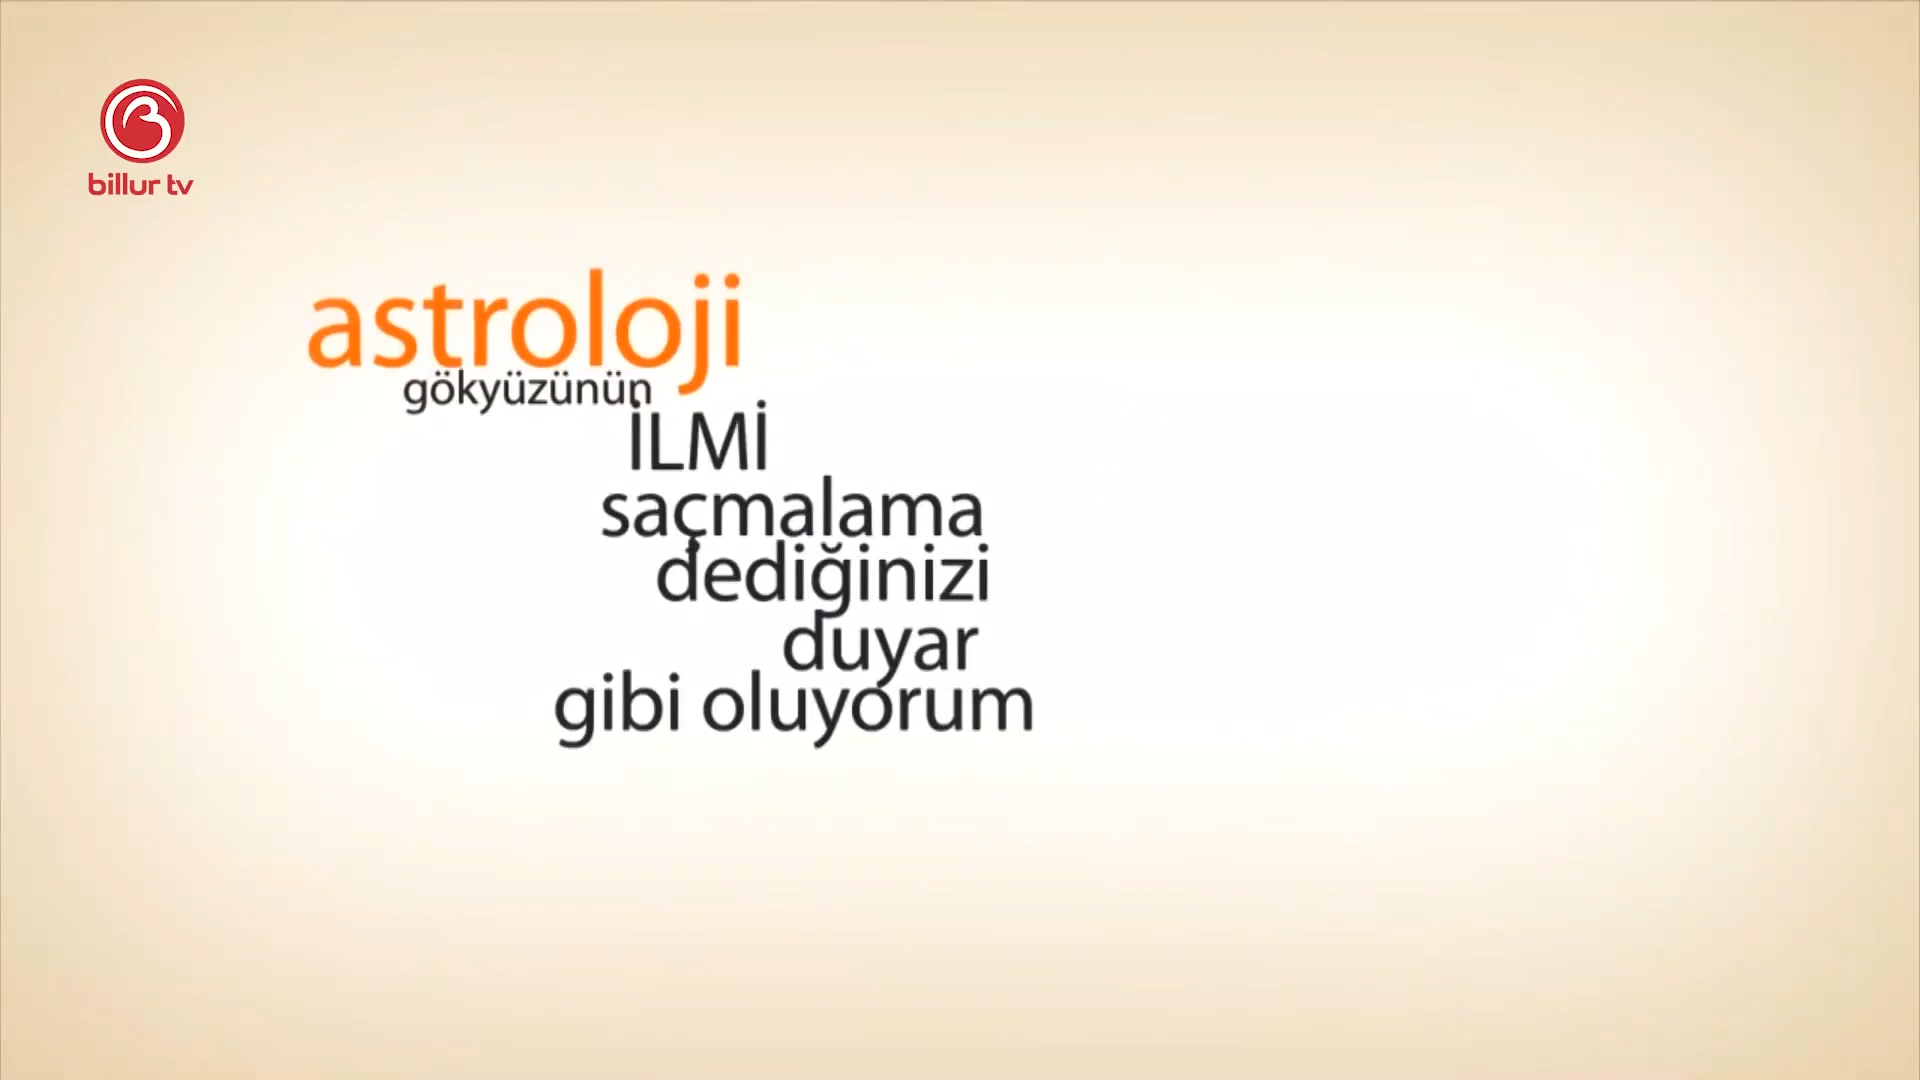 billur tv
astroloji
gökyüzünün
İLMİ
saçmalama
dediğinizi
duyar
gibi oluyorum